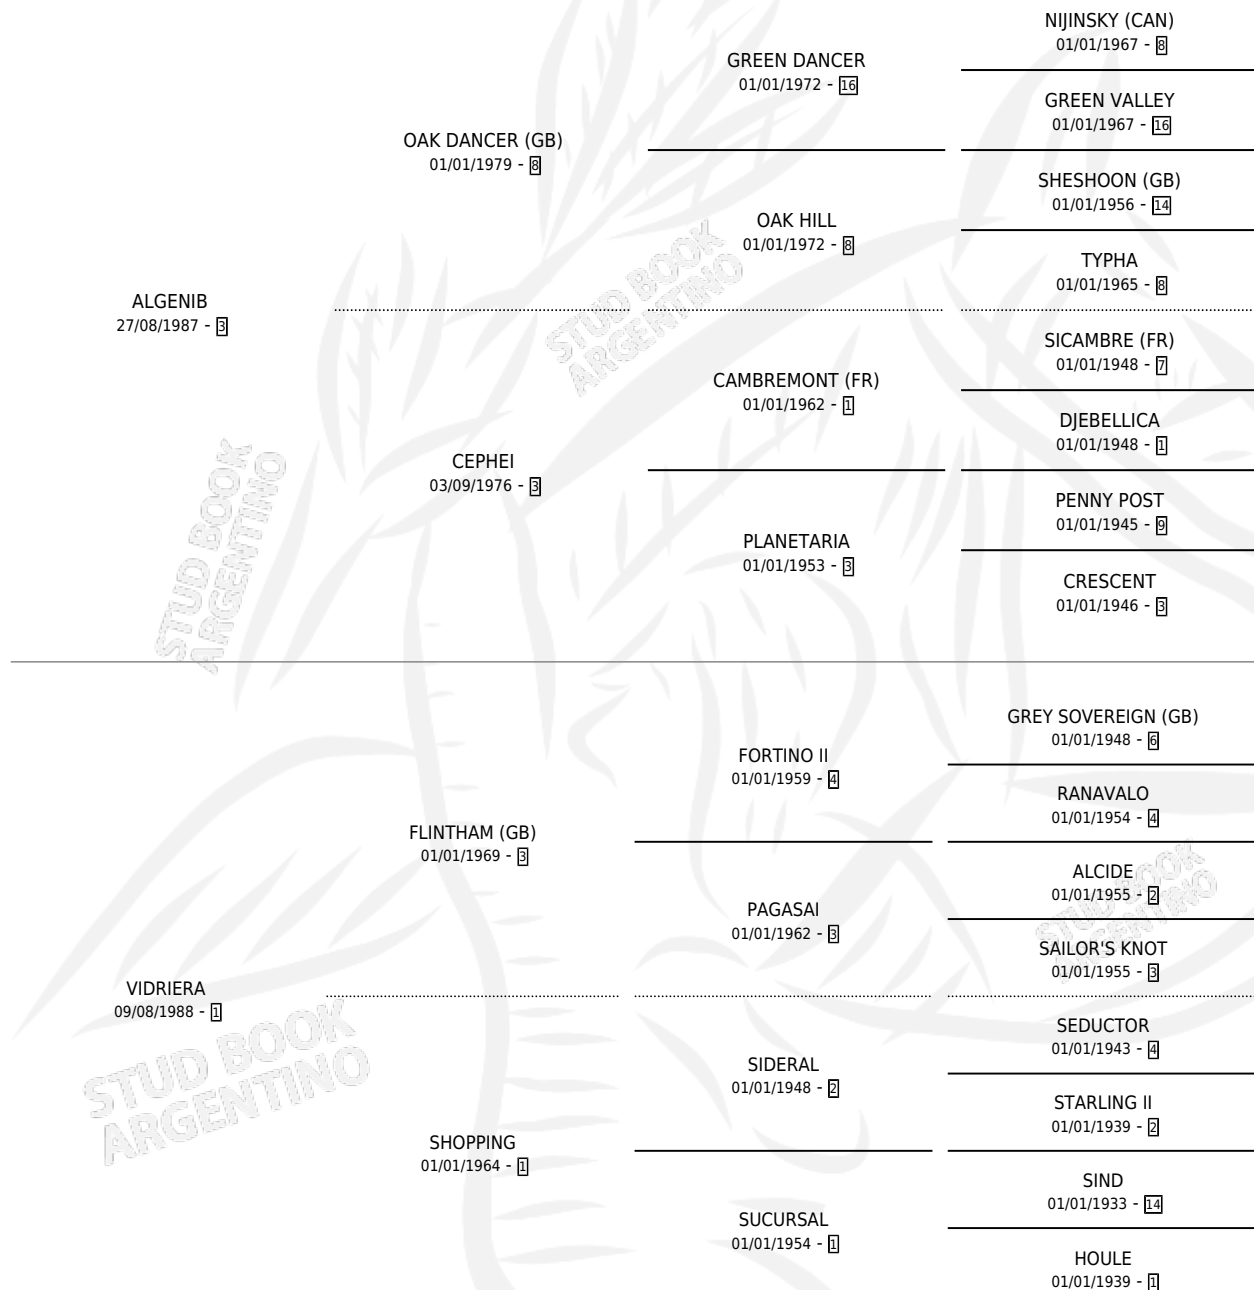 NIJINSKY (CAN)
01/01/1967 - 8
GREEN DANCER
01/01/1972 - 16
GREEN VALLEY
01/01/1967 - 16
OAK DANCER (GB)
01/01/1979 - 8
SHESHOON (GB)
01/01/1956 - 14
OAK HILL
01/01/1972 - 8
TYPHA
01/01/1965 - 8
ALGENIB
27/08/1987 - 3
SICAMBRE (FR)
01/01/1948 - 7
CAMBREMONT (FR)
01/01/1962 - 1
DJEBELLICA
01/01/1948 - 1
CEPHEI
03/09/1976 - 3
PENNY POST
01/01/1945 - 9
PLANETARIA
01/01/1953 - 3
CRESCENT
01/01/1946 - 3
GREY SOVEREIGN (GB)
01/01/1948 - 6
FORTINO II
01/01/1959 - 4
RANAVALO
01/01/1954 - 4
FLINTHAM (GB)
01/01/1969 - 3
ALCIDE
01/01/1955 - 2
PAGASAI
01/01/1962 - 3
SAILOR'S KNOT
01/01/1955 - 3
VIDRIERA
09/08/1988 - 1
SEDUCTOR
01/01/1943 - 4
SIDERAL
01/01/1948 - 2
STARLING II
01/01/1939 - 2
SHOPPING
01/01/1964 - 1
SIND
01/01/1933 - 14
SUCURSAL
01/01/1954 - 1
HOULE
01/01/1939 - 1
STUD BOOK
ARGENTINO
STUD BOOK
ARGENTINO
STUD BOOK
ARGENTINO
STUD BOOK
ARGENTINO